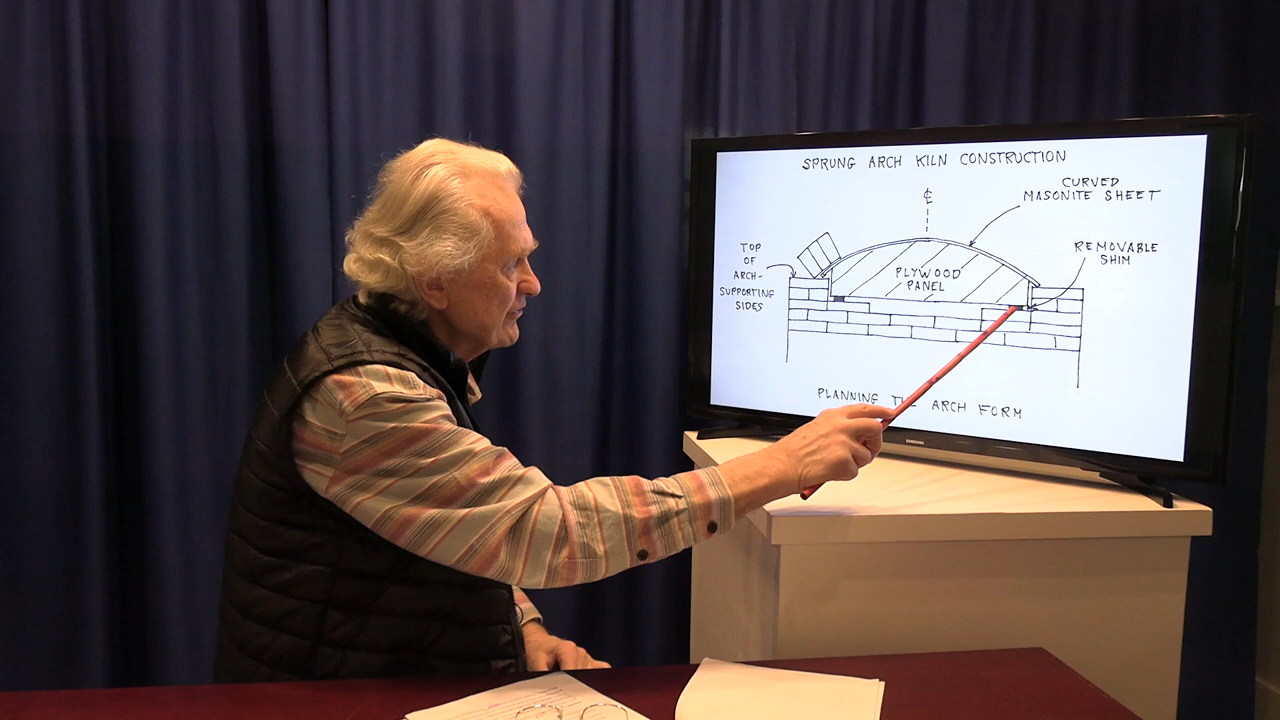 SPRUNG ARCH KILN CONSTRUCTION
℄
CURVED
MASONITE SHEET
TOP
OF
ARCH-
SUPPORTING
SIDES
REMOVABLE
SHIM
PLYWOOD
PANEL
PLANNING THE ARCH FORM
SAMSUNG